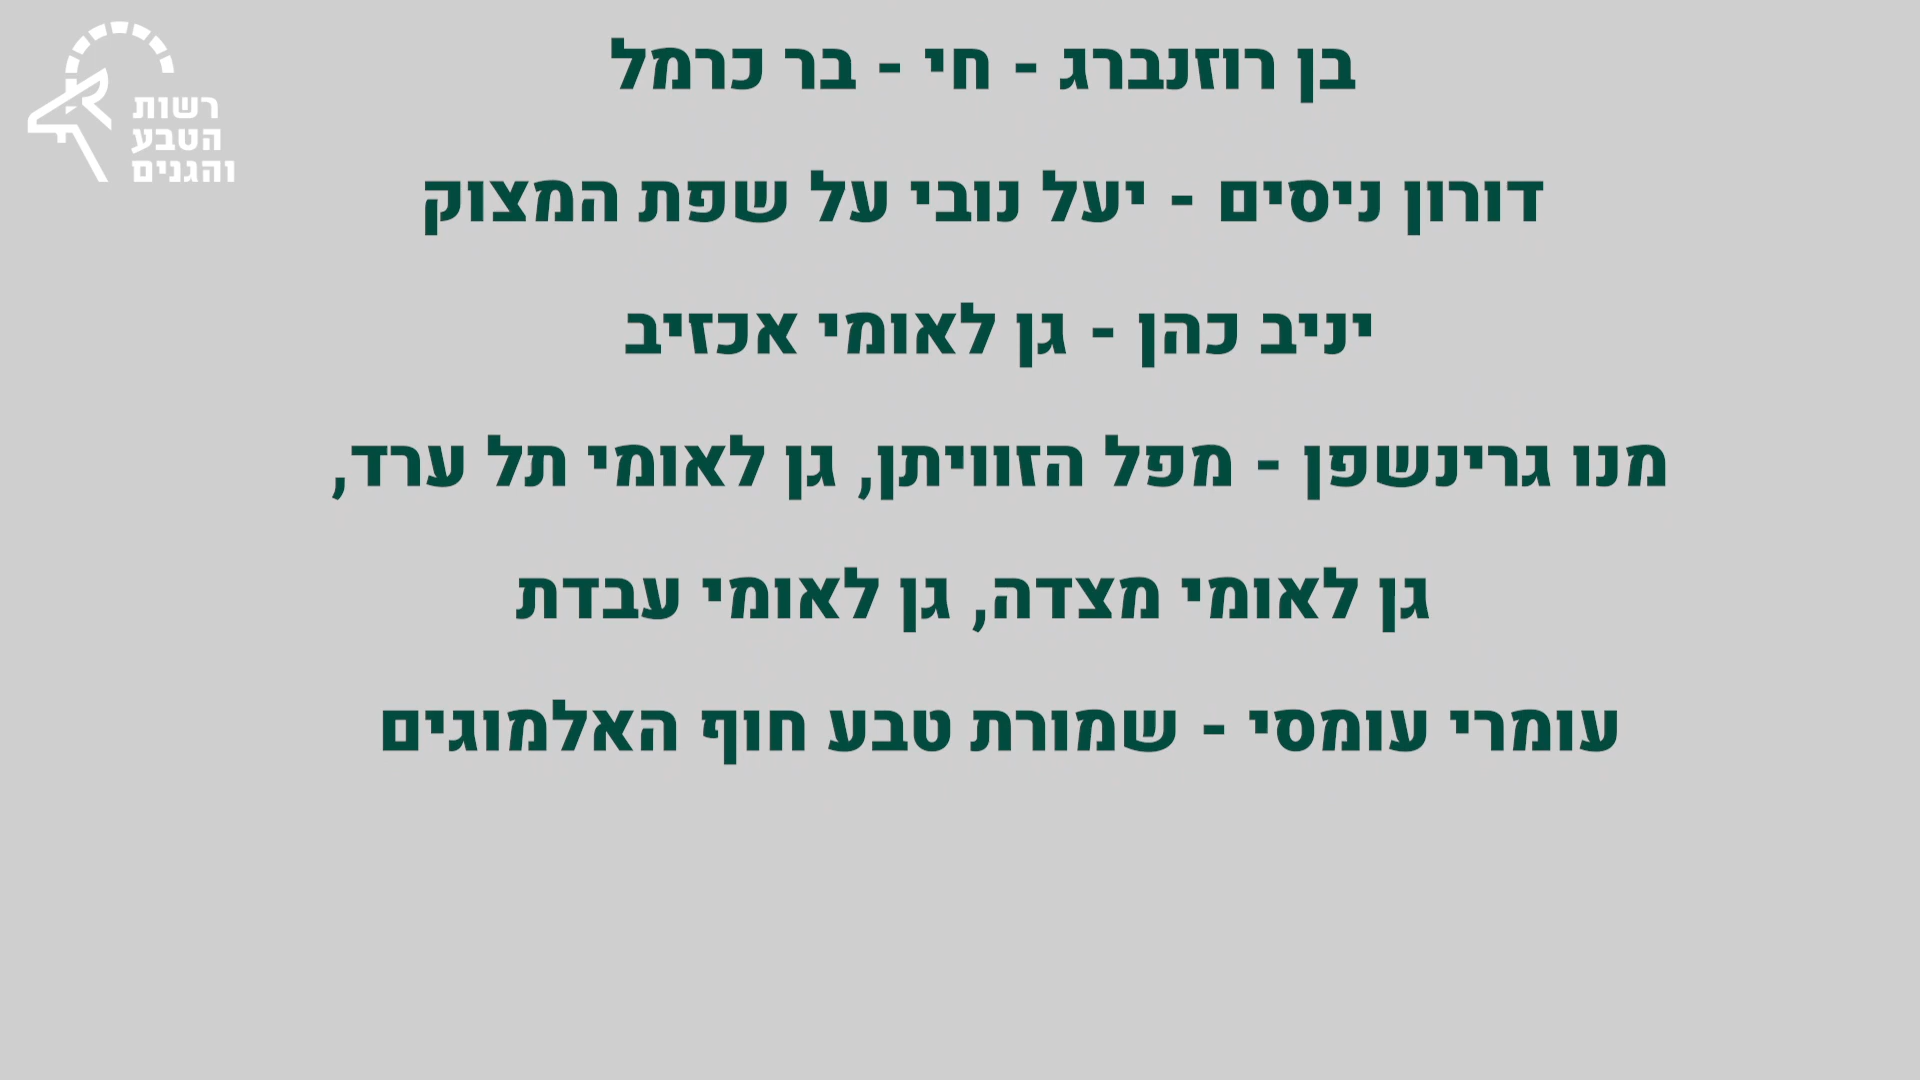 רשות
הטבע
והגנים
בן רוזנברג - חי - בר כרמל
דורון ניסים - יעל נובי על שפת המצוק
יניב כהן - גן לאומי אכזיב
מנו גרינשפן - מפל הזוויתן, גן לאומי תל ערד,
גן לאומי מצדה, גן לאומי עבדת
עומרי עומסי - שמורת טבע חוף האלמוגים